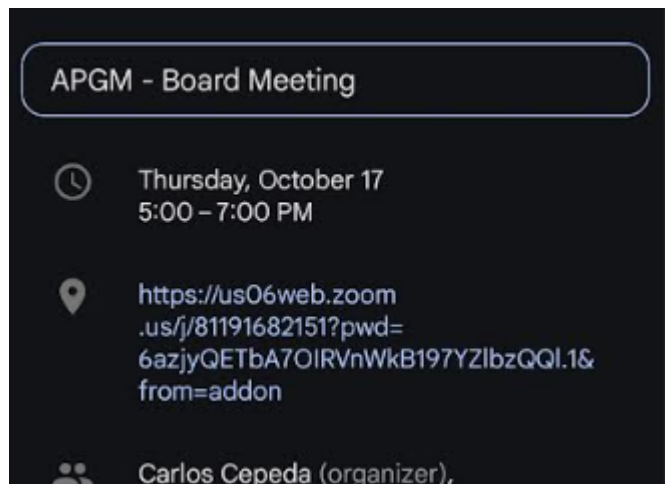 APGM - Board Meeting
Thursday, October 17
5:00 – 7:00 PM
https://us06web.zoom
.us/j/81191682151?pwd=
6azjyQETbA7OIRVnWkB197YZlbzQQl.1&
from=addon
Carlos Cepeda (organizer),